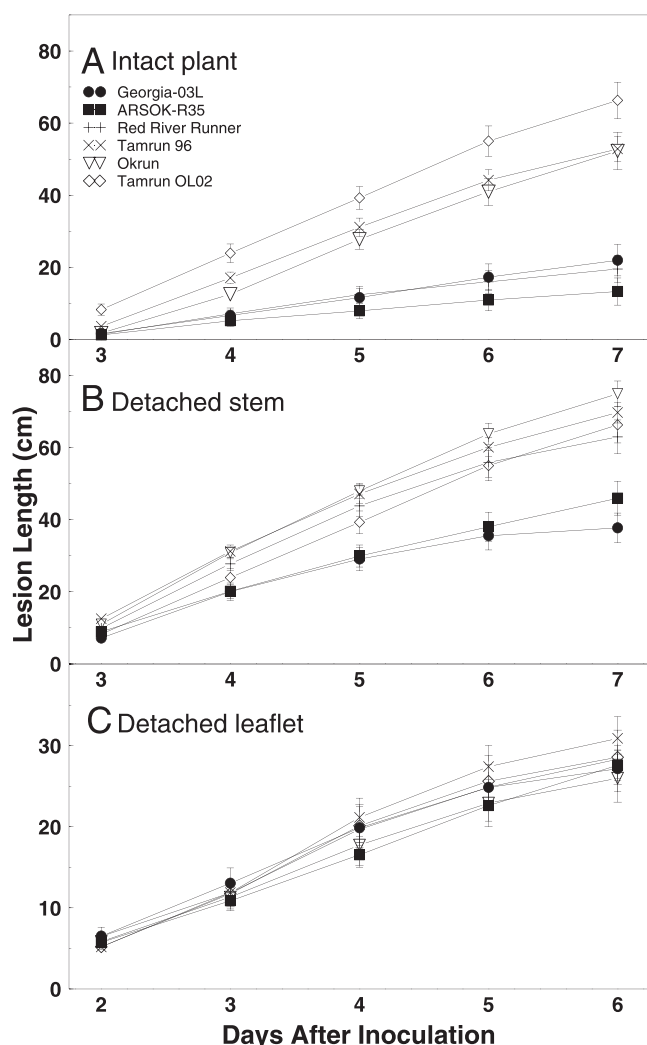 80
A Intact plant
Georgia-03L
ARSOK-R35
60
Red River Runner
Tamrun 96
Okrun
Tamrun OL02
40
20
0
3 4 5 6 7
80
B Detached stem
60
40
20
0
3 4 5 6 7
Lesion Length (cm)
C Detached leaflet
30
20
10
0
2 3 4 5 6
Days After Inoculation